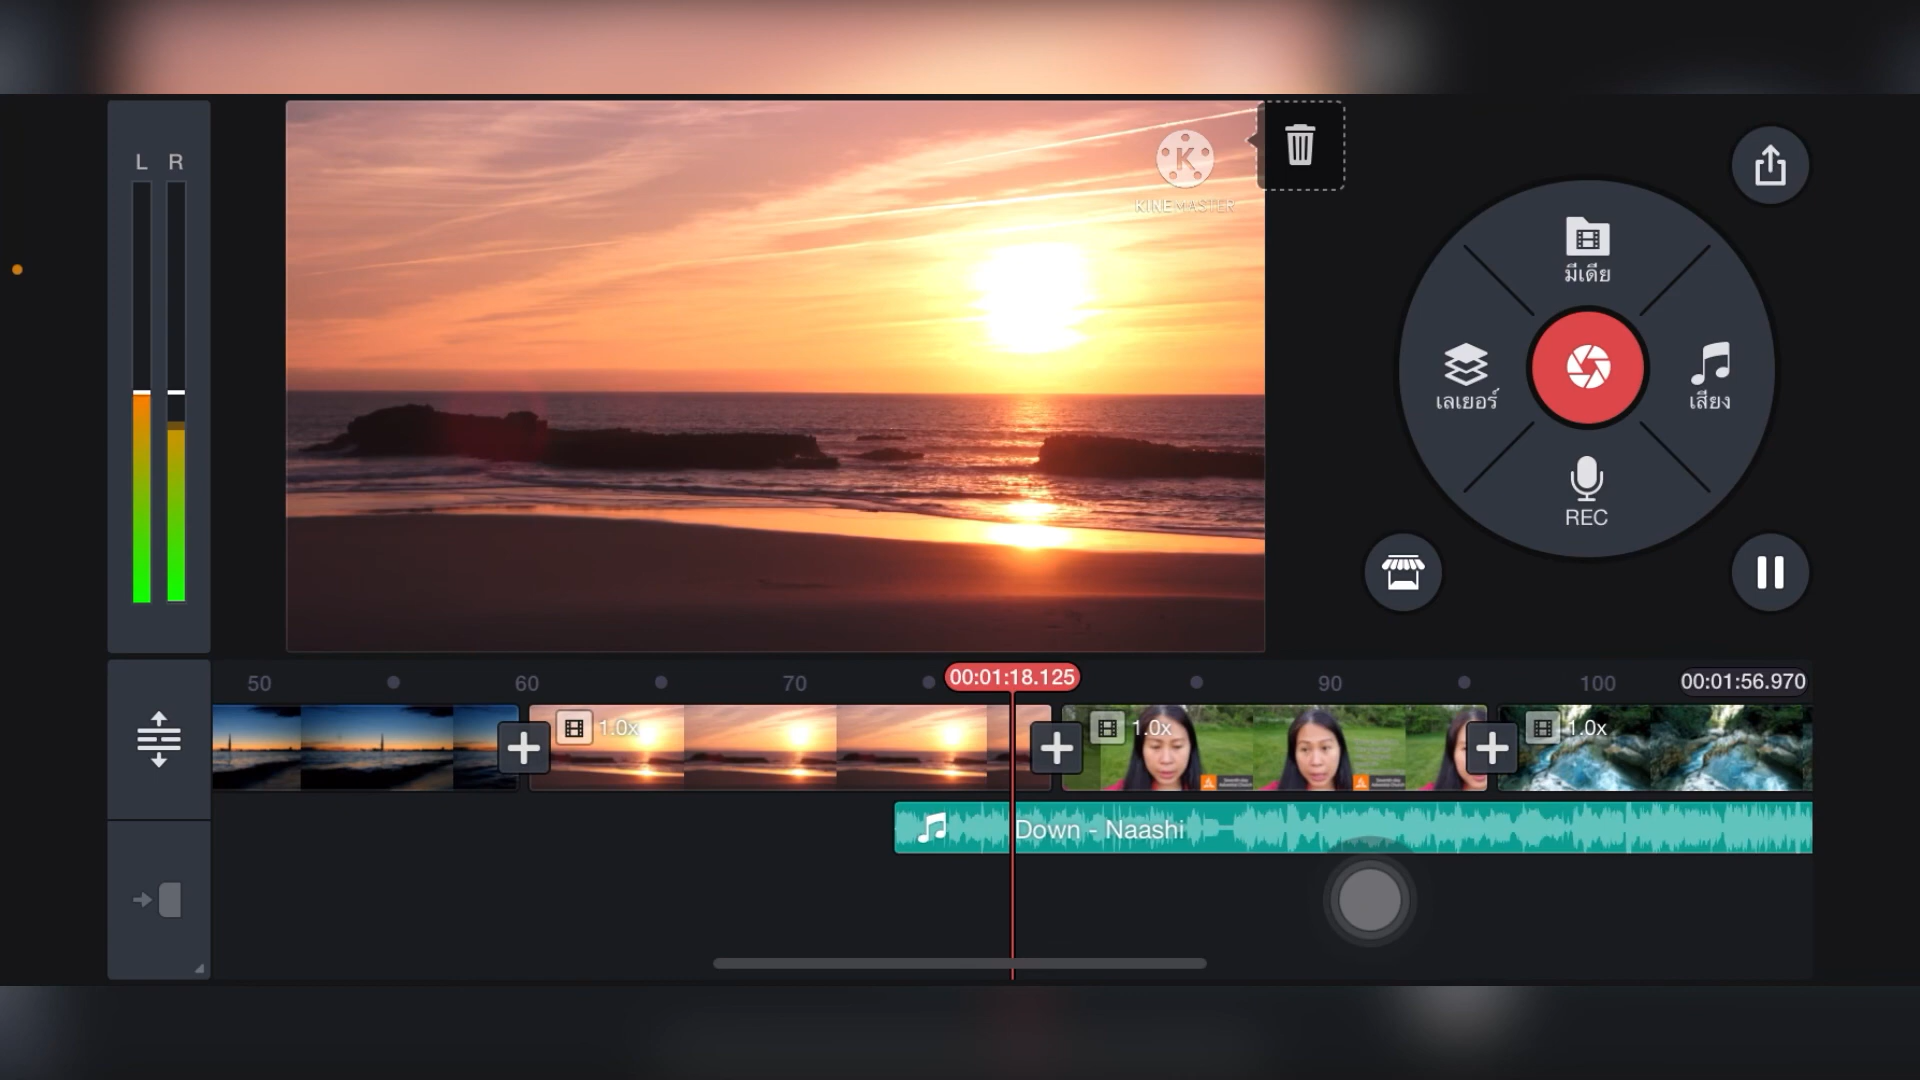 L R
KINEMASTER
มีเดีย
เลเยอร์
เสียง
REC
50
60
70
00:01:18.125
90
100
00:01:56.970
1.0x
1.0x
1.0x
Down - Naashi